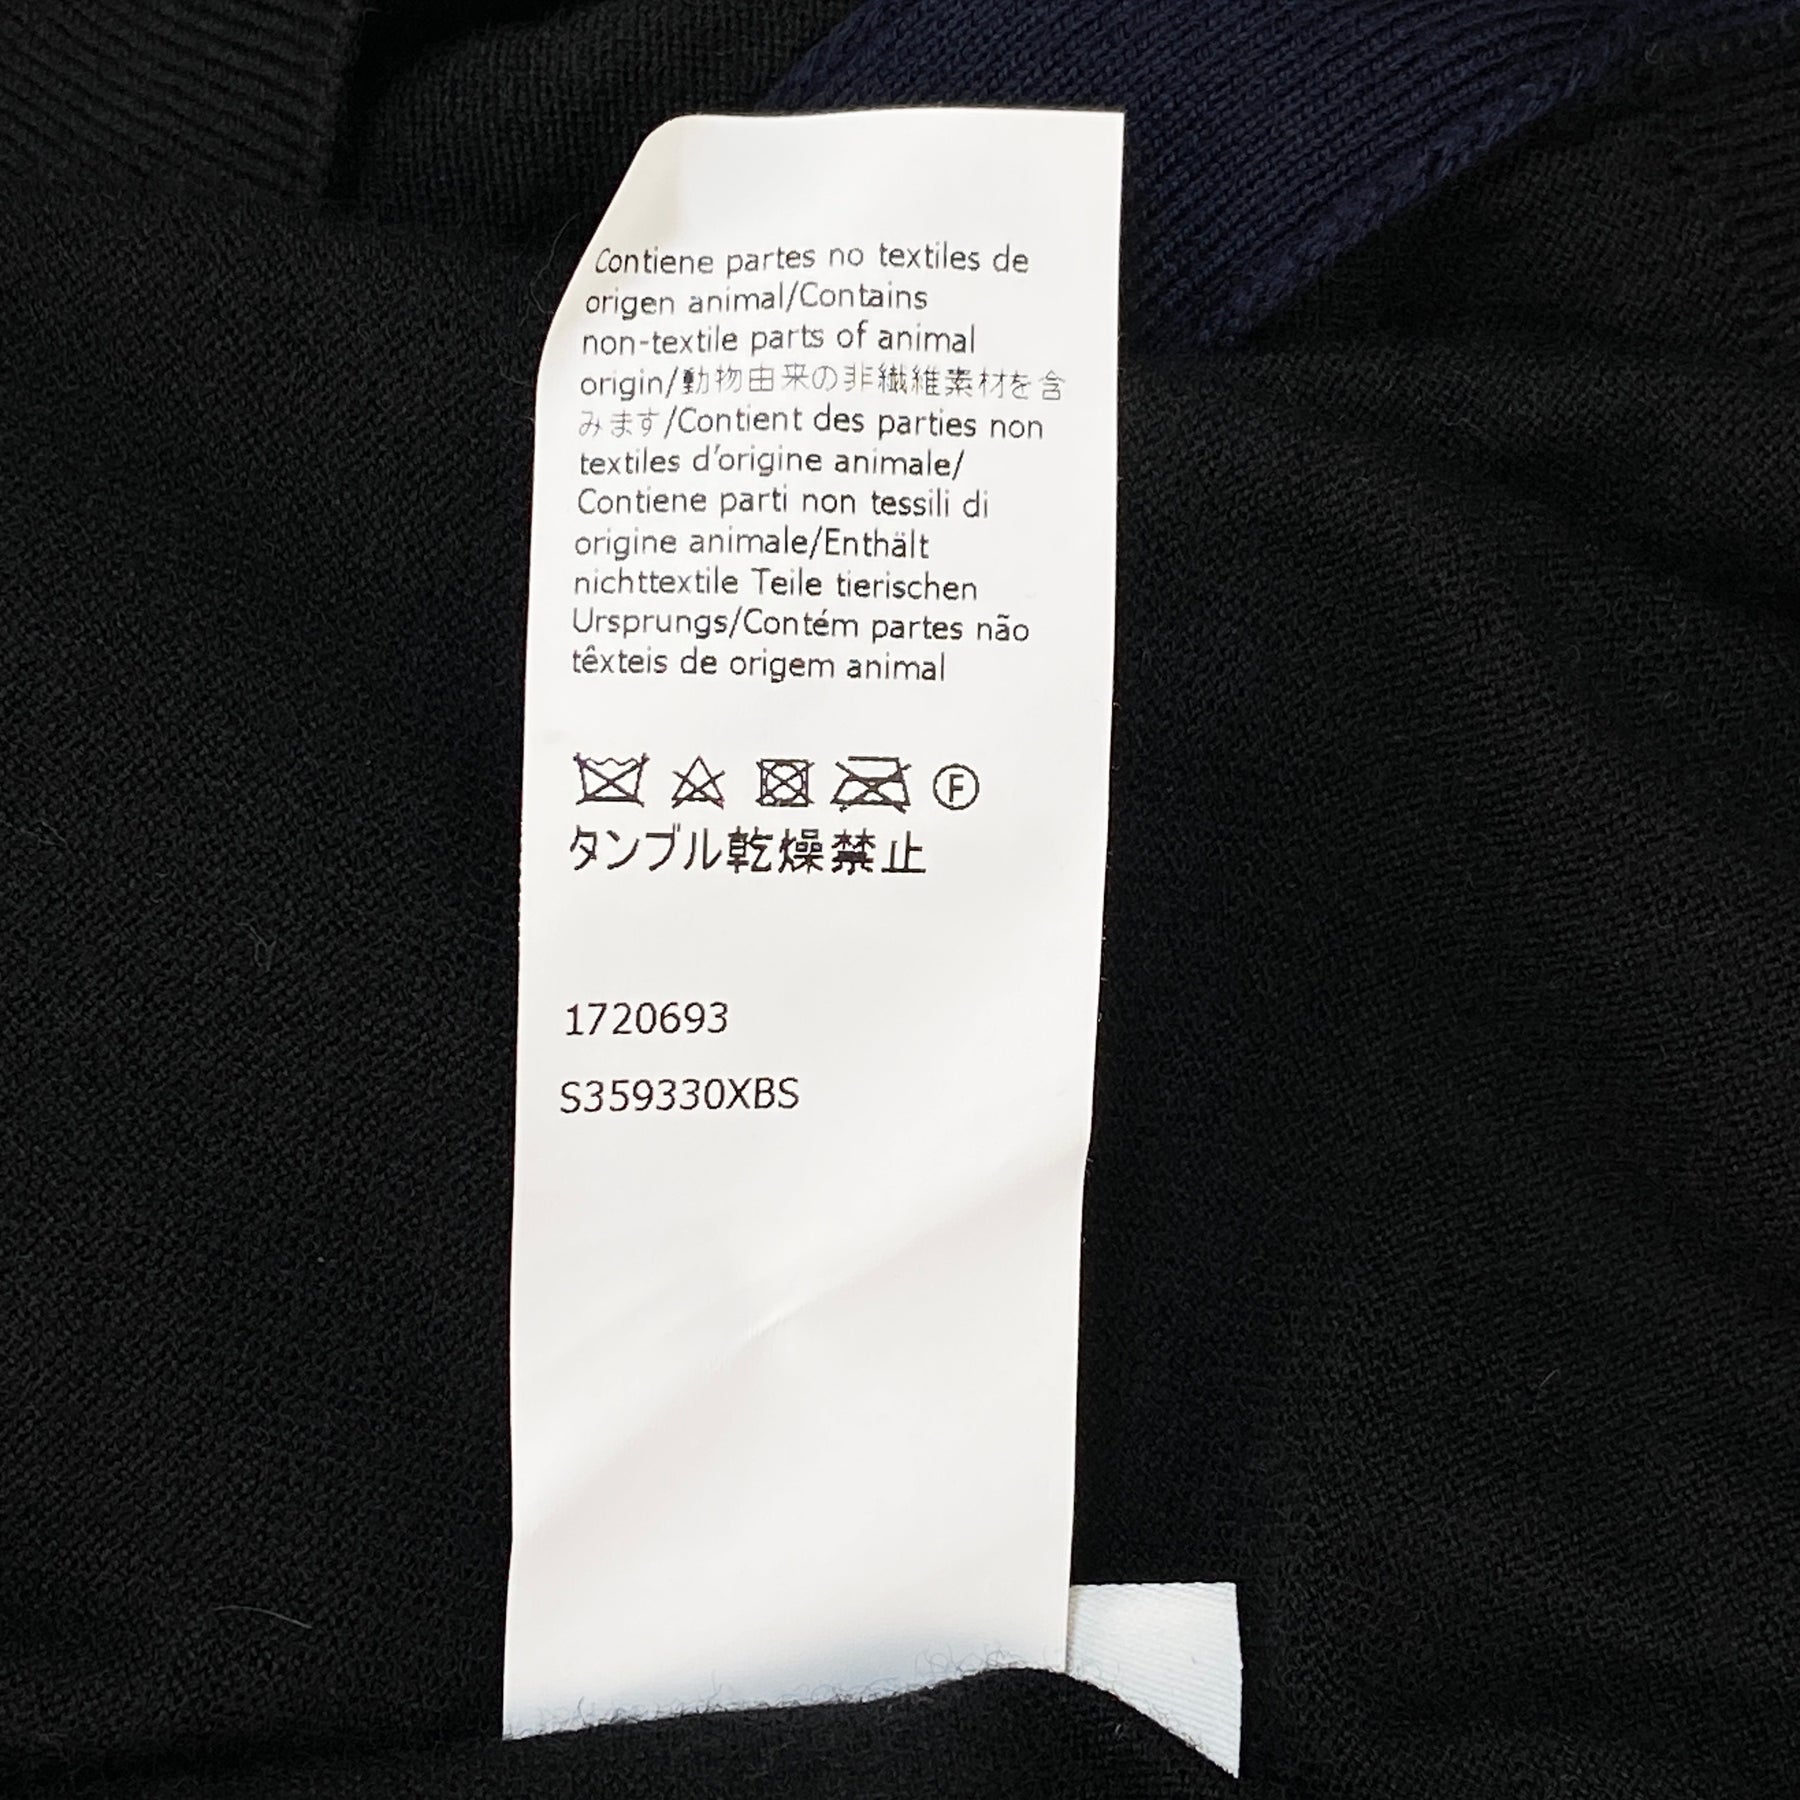 Contiene partes no textiles de
origen animal/Contains
non-textile parts of animal
origin/動物由来の非繊維素材を含
みます/Contient des parties non
textiles d'origine animale/
Contiene parti non tessili di
origine animale/Enthält
nichttextile Teile tierischen
Ursprungs/Contém partes não
têxteis de origem animal
F
タンブル乾燥禁止
1720693
S359330XBS